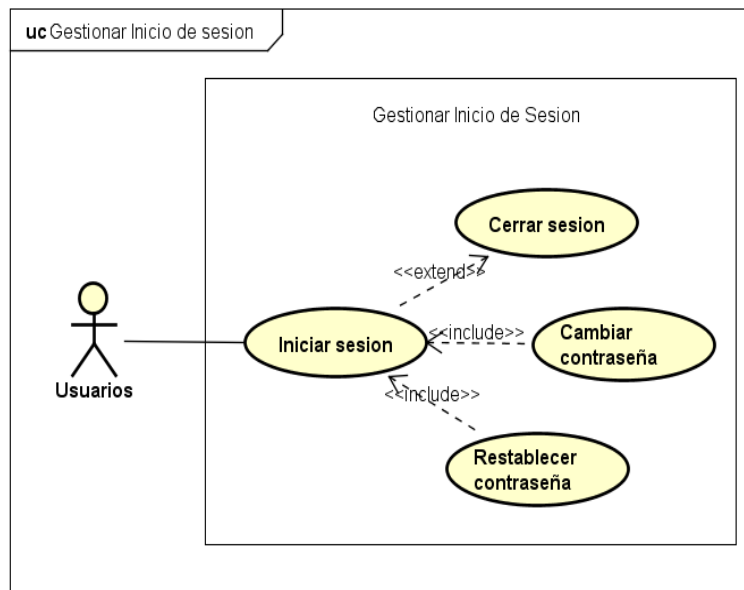 uc Gestionar Inicio de sesion
Gestionar Inicio de Sesion
Cerrar sesion
<<extend>>
Iniciar sesion
<<include>>
Cambiar
contraseña
Usuarios
<<include>>
Restablecer
contraseña